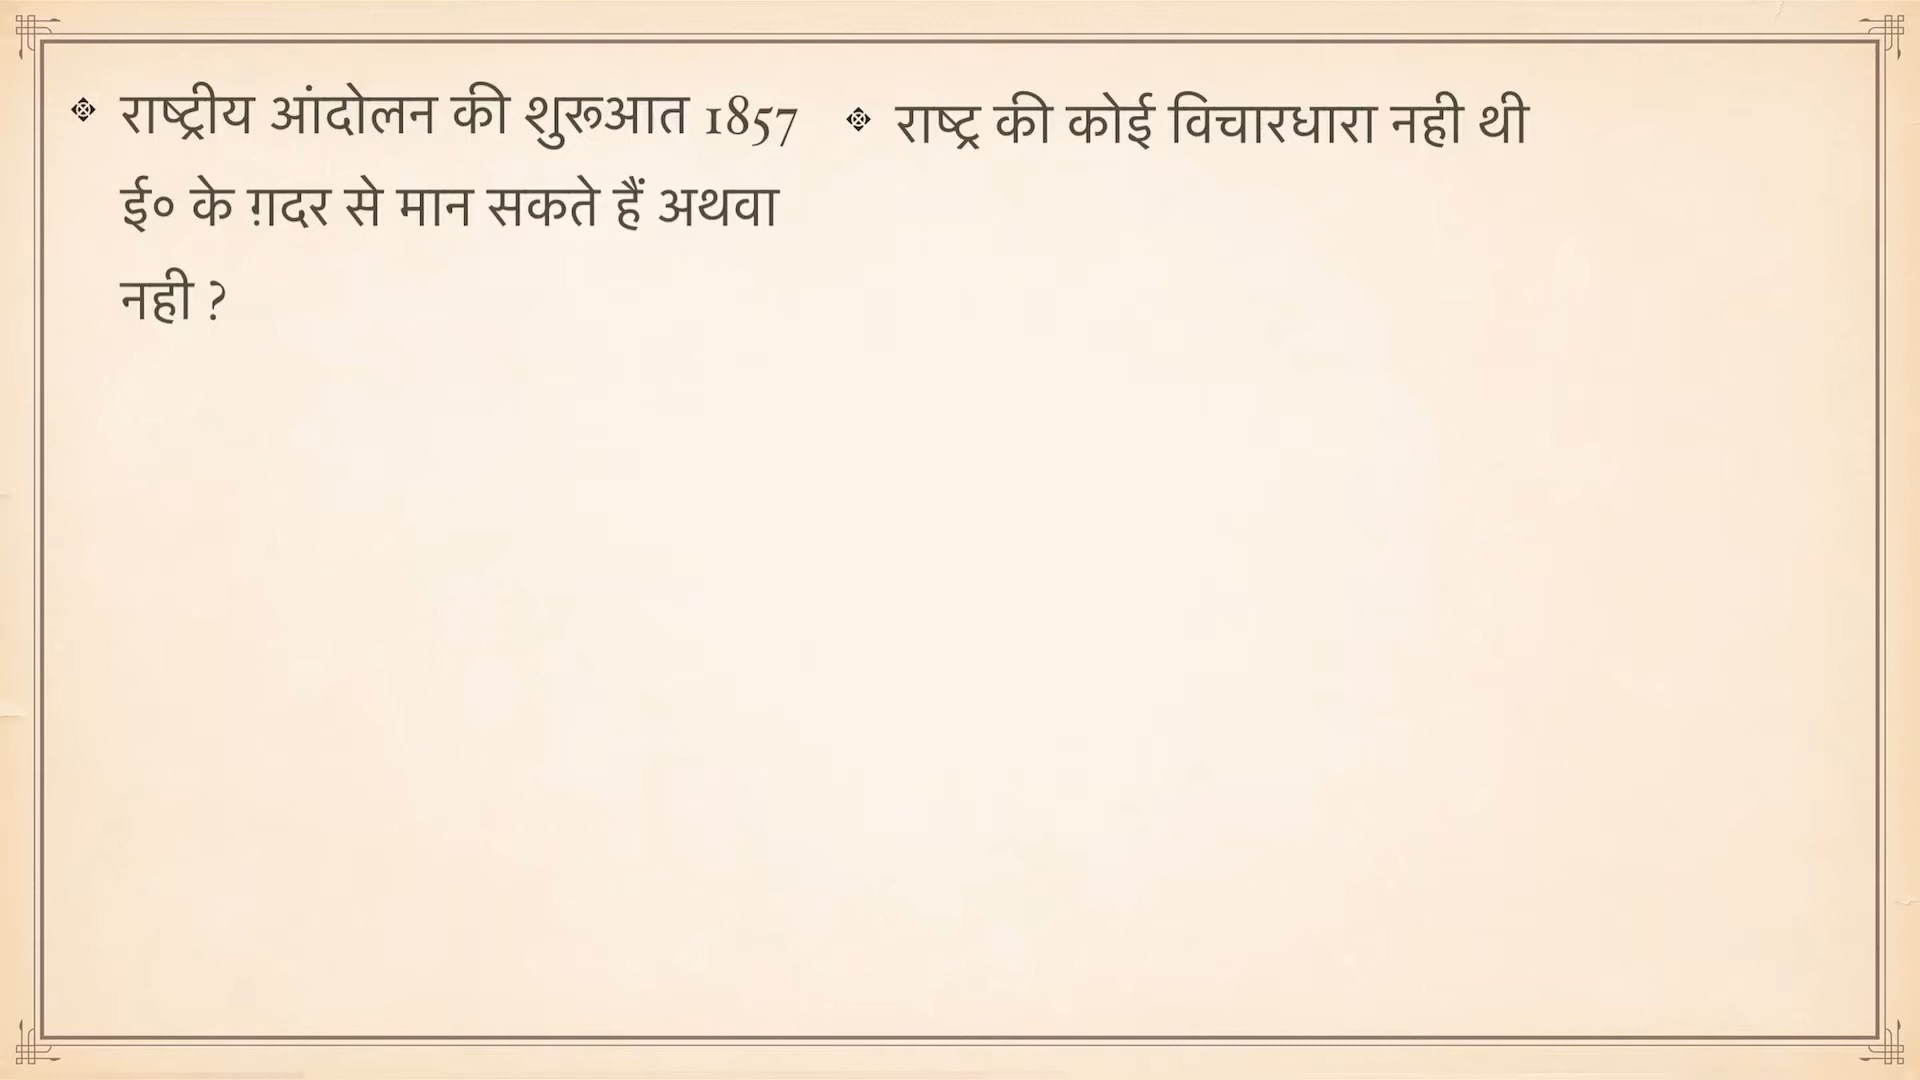 राष्ट्रीय आंदोलन की शुरूआत 1857
ई० के ग़दर से मान सकते हैं अथवा
नही ?
राष्ट्र की कोई विचारधारा नही थी